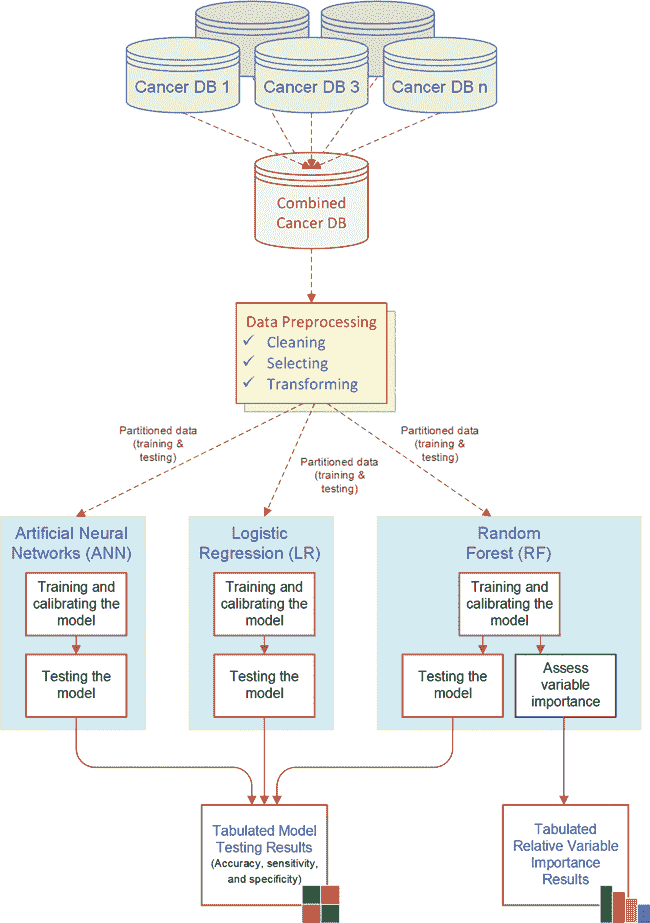 Cancer DB 1
Cancer DB 3
Cancer DB n
Combined
Cancer DB
Data Preprocessing
✓ Cleaning
✓ Selecting
✓ Transforming
Partitioned data
(training &
testing)
Partitioned data
(training &
testing)
Partitioned data
(training &
testing)
Artificial Neural
Networks (ANN)
Training and
calibrating the
model
Testing the
model
Logistic
Regression (LR)
Training and
calibrating the
model
Testing the
model
Random
Forest (RF)
Training and
calibrating the
model
Testing the
model
Assess
variable
importance
Tabulated Model
Testing Results
(Accuracy, sensitivity,
and specificity)
Tabulated
Relative Variable
Importance
Results